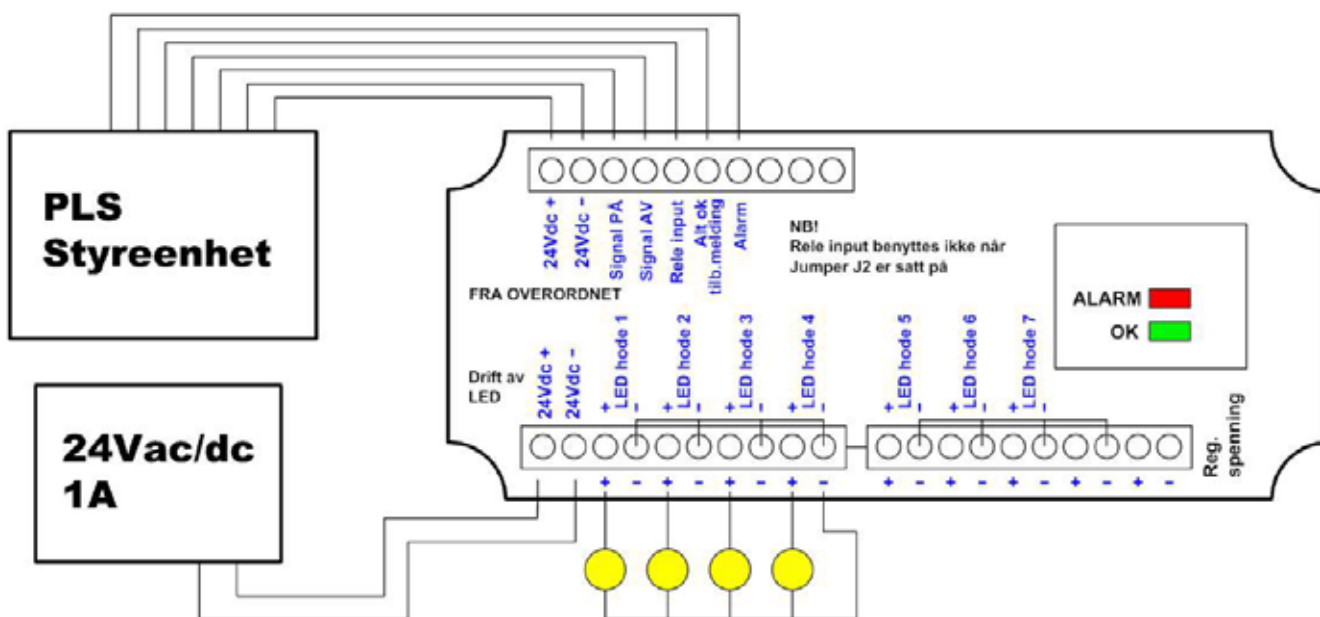 PLS
Styreenhet
24Vdc +
24Vdc -
Signal PÅ
Signal AV
Rele input
Alt ok
tilb.melding
Alarm
NB!
Rele input benyttes ikke når
Jumper J2 er satt på
FRA OVERORDNET
ALARM
OK
24Vac/dc
1A
Drift av
LED
24Vdc +
24Vdc -
+ LED hode 1 -
+ LED hode 2 -
+ LED hode 3 -
+ LED hode 4 -
+ LED hode 5 -
+ LED hode 6 -
+ LED hode 7 -
Reg.
spenning
+ - + - + - + - + - + - + - + - + -